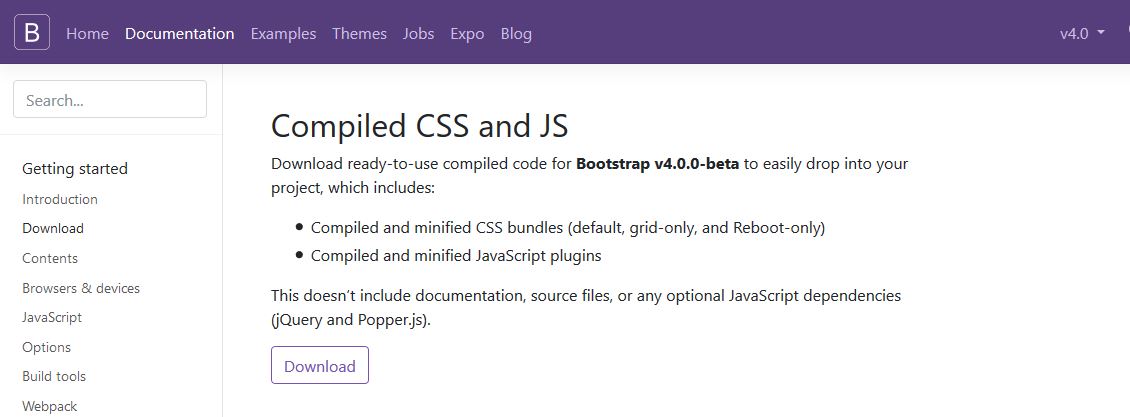 B Home Documentation Examples Themes Jobs Expo Blog v4.0
Search...
Getting started
Introduction
Download
Contents
Browsers & devices
JavaScript
Options
Build tools
Webpack
Compiled CSS and JS
Download ready-to-use compiled code for Bootstrap v4.0.0-beta to easily drop into your
project, which includes:
• Compiled and minified CSS bundles (default, grid-only, and Reboot-only)
• Compiled and minified JavaScript plugins
This doesn’t include documentation, source files, or any optional JavaScript dependencies
(jQuery and Popper.js).
Download